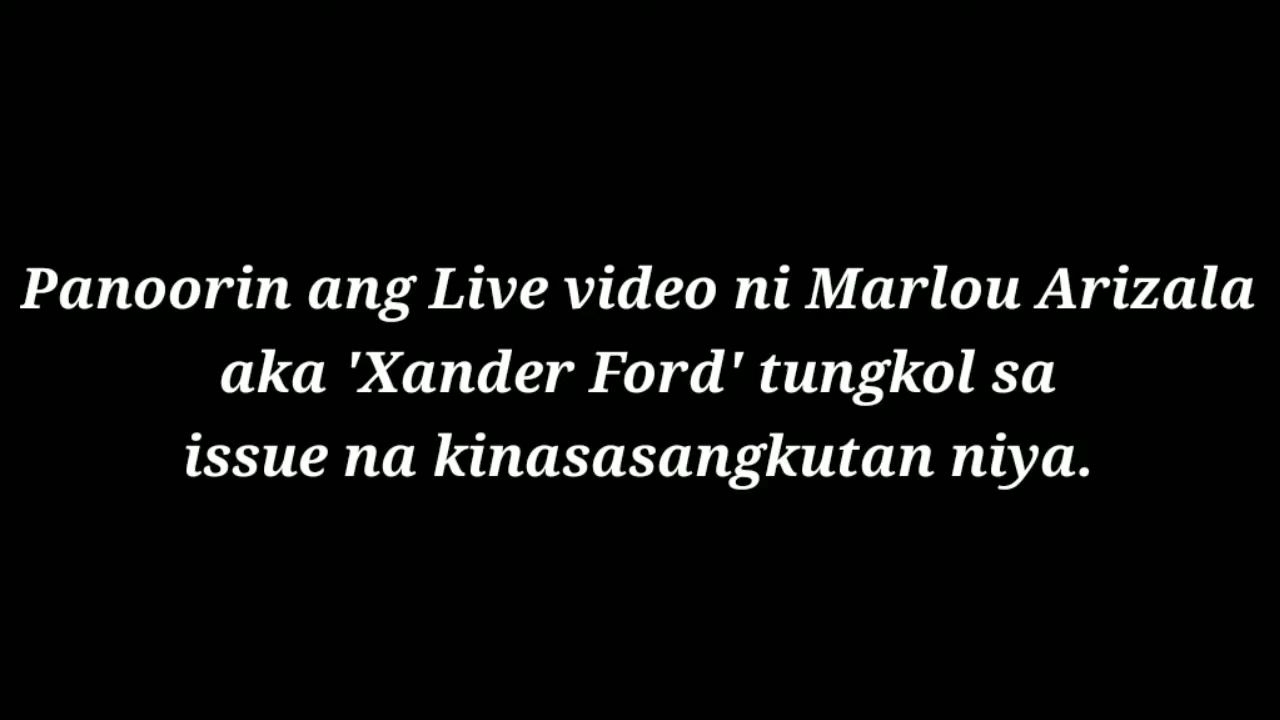 Panoorin ang Live video ni Marlou Arizala
aka 'Xander Ford' tungkol sa
issue na kinasasangkutan niya.